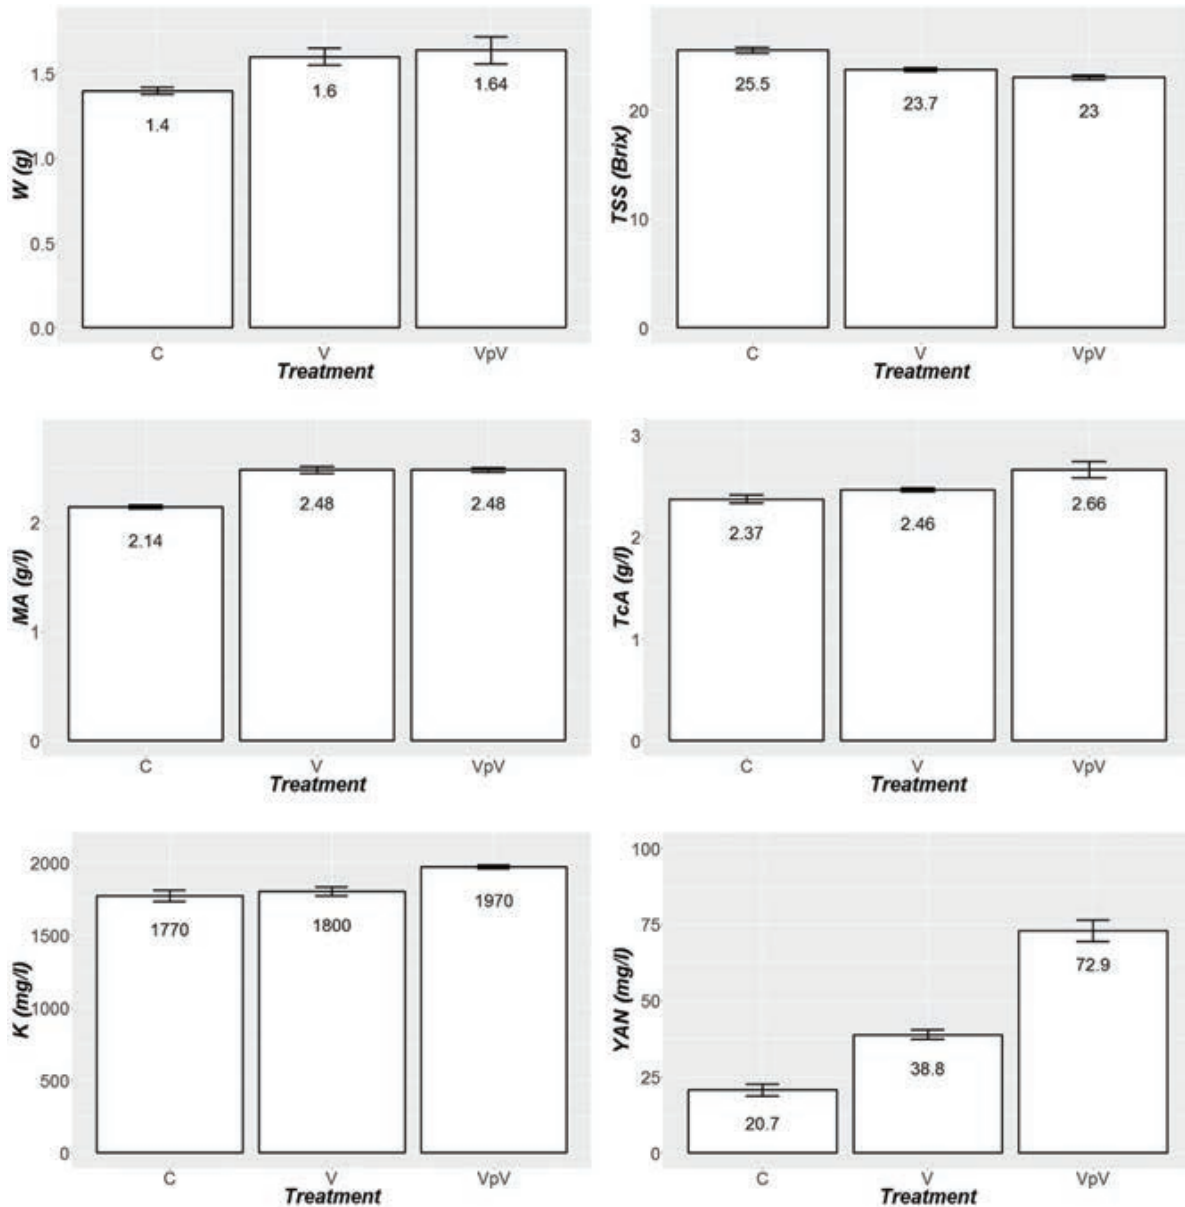 W (g)
1.5
1.0
0.5
0.0
1.4
1.6
1.64
C
V
VpV
Treatment
TSS (Brix)
20
10
0
25.5
23.7
23
C
V
VpV
Treatment
MA (g/l)
2
1
0
2.14
2.48
2.48
C
V
VpV
Treatment
TcA (g/l)
3
2
1
0
2.37
2.46
2.66
C
V
VpV
Treatment
K (mg/l)
2000
1500
1000
500
0
1770
1800
1970
C
V
VpV
Treatment
YAN (mg/l)
100
75
50
25
0
20.7
38.8
72.9
C
V
VpV
Treatment